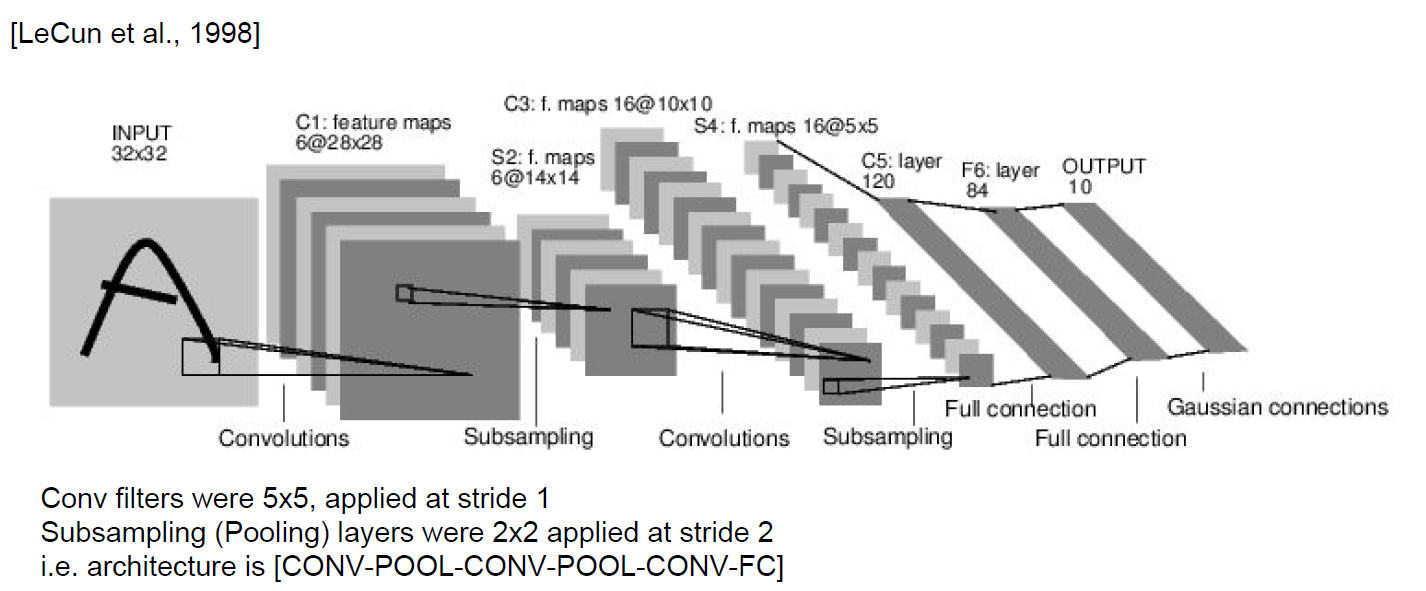 [LeCun et al., 1998]
INPUT
32x32
C1: feature maps
6@28x28
S2: f. maps
6@14x14
C3: f. maps 16@10x10
S4: f. maps 16@5x5
C5: layer
120
F6: layer
84
OUTPUT
10
Convolutions
Subsampling
Convolutions
Subsampling
Full connection
Full connection
Gaussian connections
Conv filters were 5x5, applied at stride 1
Subsampling (Pooling) layers were 2x2 applied at stride 2
i.e. architecture is [CONV-POOL-CONV-POOL-CONV-FC]